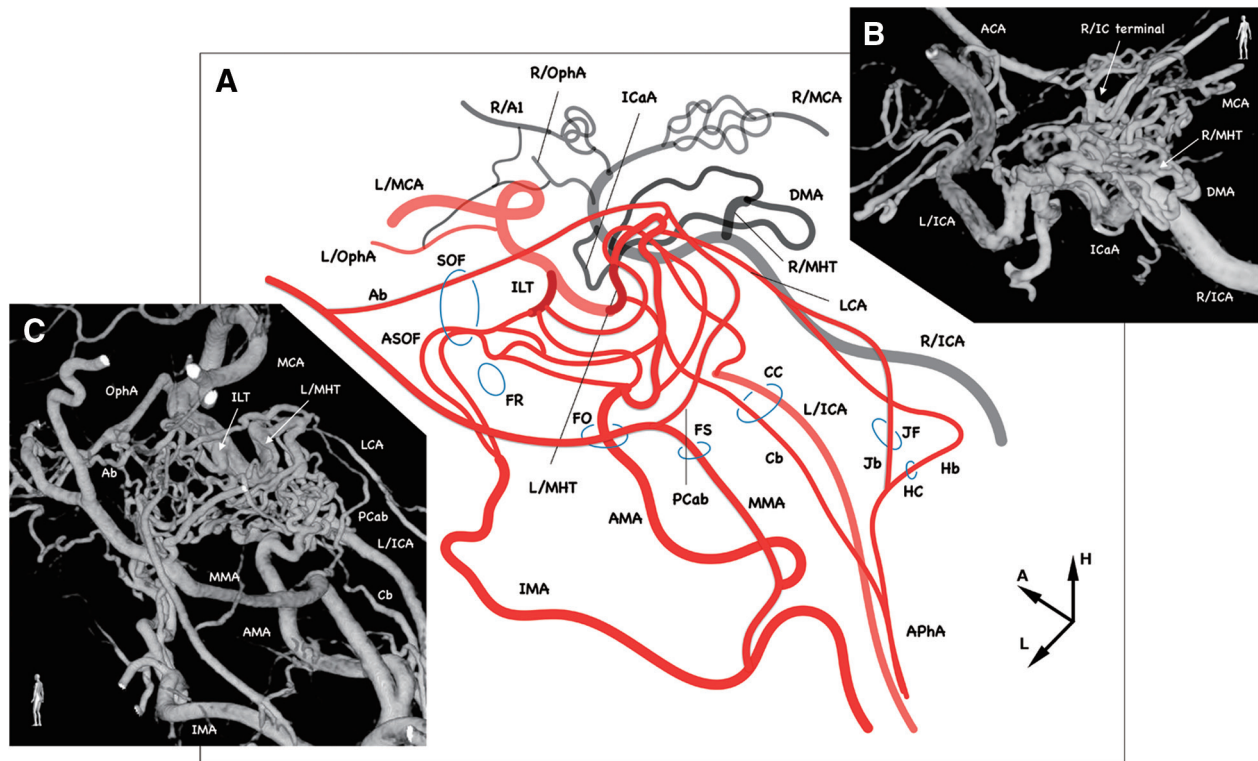 A
R/OphA
ICaA
R/A1
R/MCA
L/MCA
DMA
L/OphA
SOF
R/MHT
Ab
ILT
LCA
ASOF
R/ICA
CC
FR
L/ICA
FO
FS
JF
Jb
Hb
Cb
HC
L/MHT
PCab
MMA
AMA
IMA
APhA
H
A
L
B
ACA
R/IC terminal
MCA
R/MHT
DMA
L/ICA
ICaA
R/ICA
C
MCA
OphA
L/MHT
ILT
LCA
Ab
PCab
L/ICA
MMA
Cb
AMA
IMA